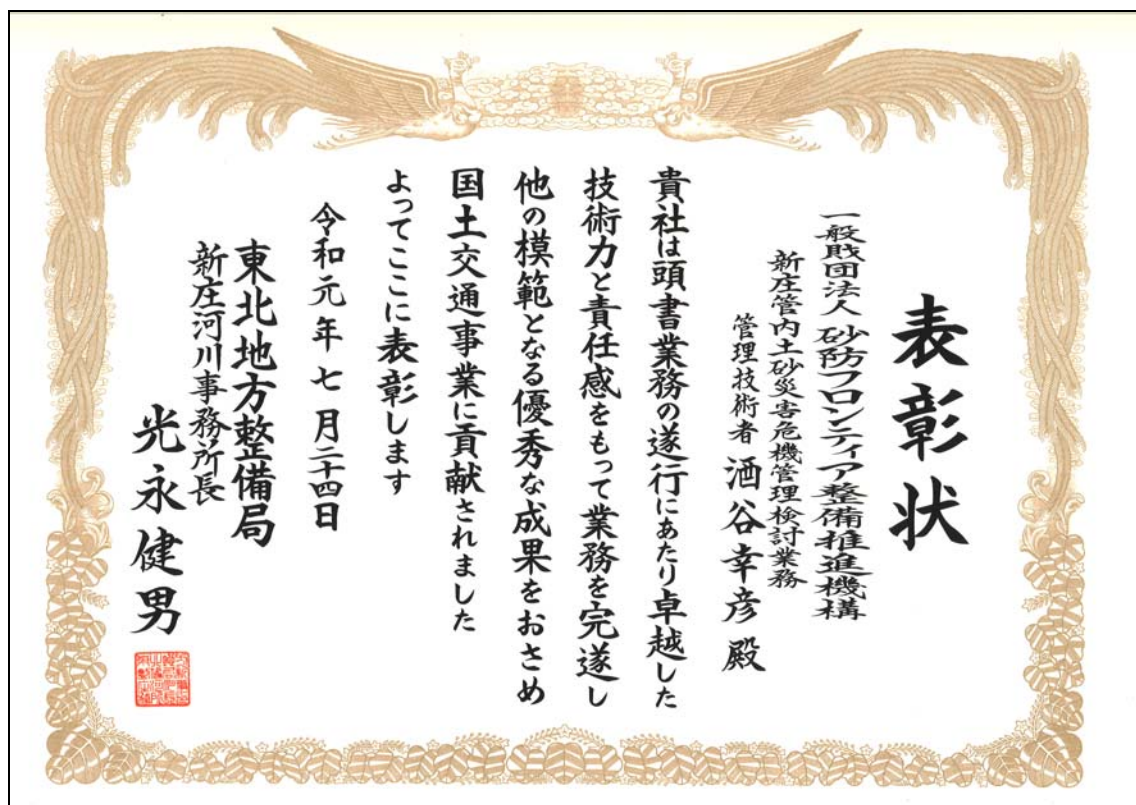 表彰状
一般財団法人 砂防フロンティア整備推進機構
新庄管内土砂災害危機管理検討業務
管理技術者 酒谷幸彦 殿
貴社は頭書業務の遂行にあたり卓越した
技術力と責任感をもって業務を完遂し
他の模範となる優秀な成果をおさめ
国土交通事業に貢献されました
よってここに表彰します
令和元年七月二十四日
東北地方整備局
新庄河川事務所長
光永健男